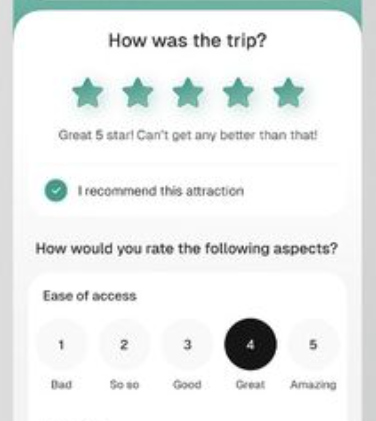 How was the trip?
Great 5 star! Can't get any better than that!
I recommend this attraction
How would you rate the following aspects?
Ease of access
1 2 3 4 5
Bad So so Good Great Amazing